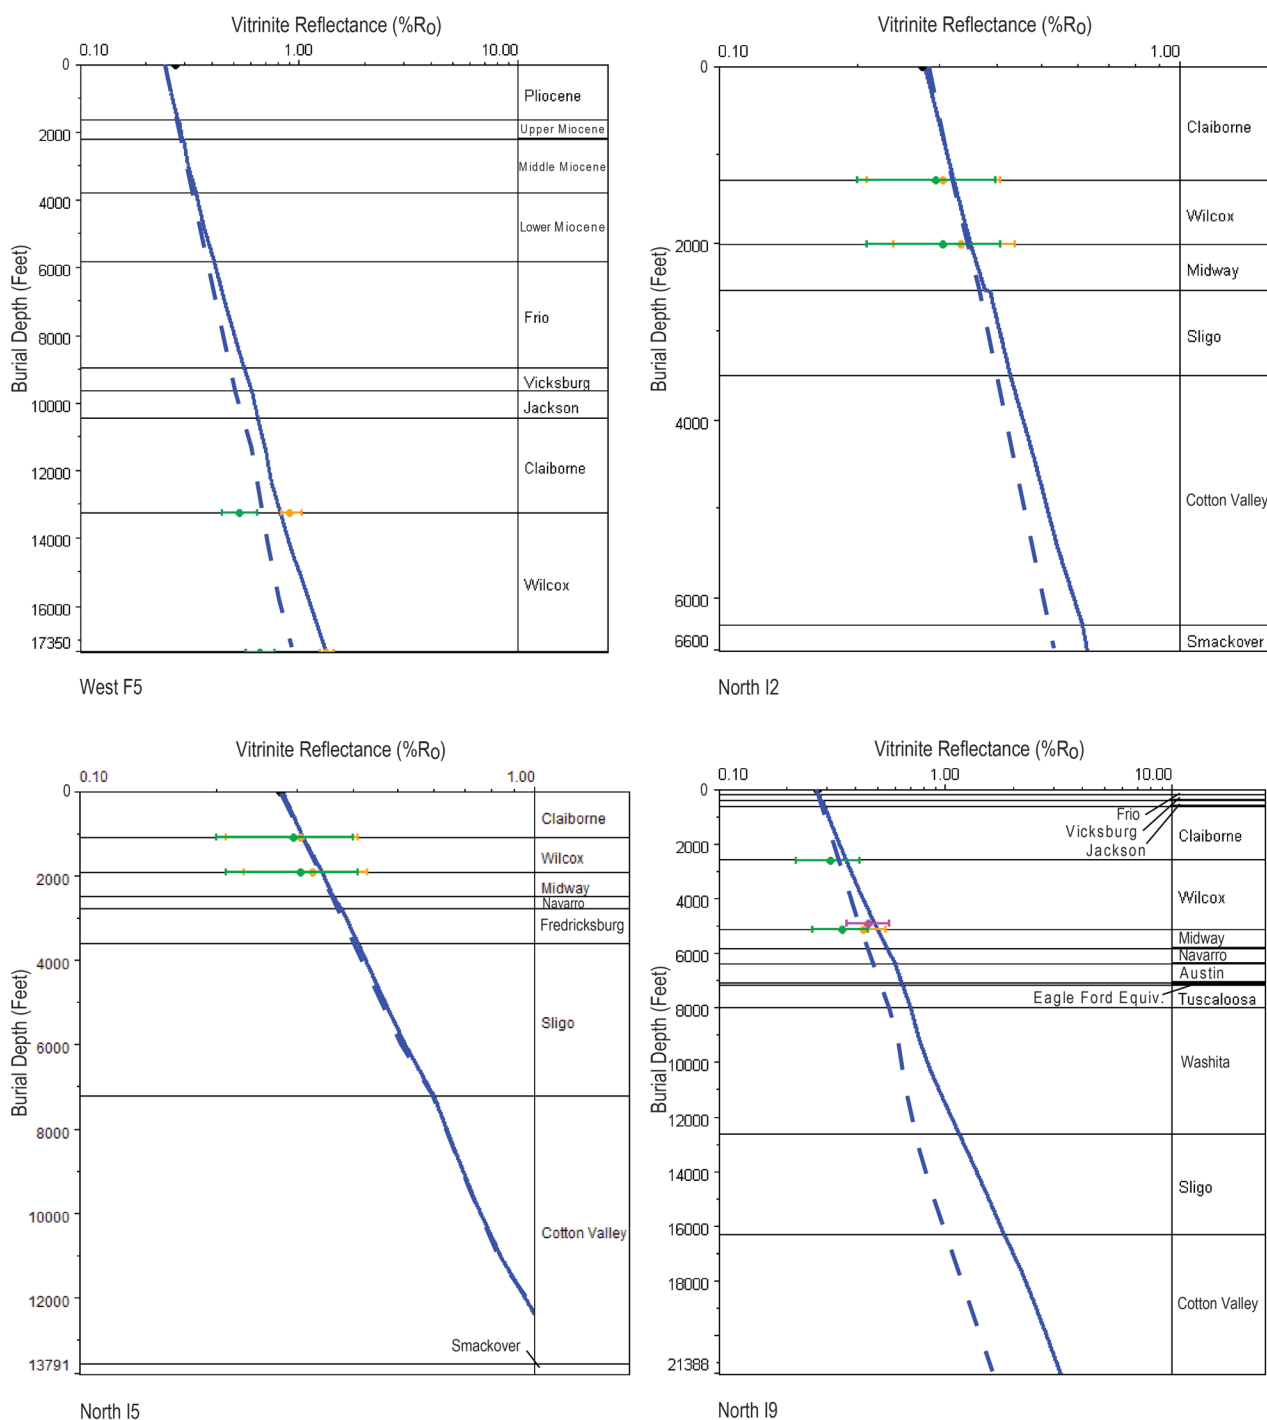 Vitrinite Reflectance (%Ro)
0.10 1.00 10.00
Burial Depth (Feet)
0
2000
4000
6000
8000
10000
12000
14000
16000
17350
Pliocene
Upper Miocene
Middle Miocene
Lower Miocene
Frio
Vicksburg
Jackson
Claiborne
Wilcox
West F5
Vitrinite Reflectance (%Ro)
0.10 1.00
Burial Depth (Feet)
0
2000
4000
6000
6600
Claiborne
Wilcox
Midway
Sligo
Cotton Valley
Smackover
North I2
Vitrinite Reflectance (%Ro)
0.10 1.00
Burial Depth (Feet)
0
2000
4000
6000
8000
10000
12000
13791
Claiborne
Wilcox
Midway
Navarro
Fredricksburg
Sligo
Cotton Valley
Smackover
North I5
Vitrinite Reflectance (%Ro)
0.10 1.00 10.00
Burial Depth (Feet)
0
2000
4000
6000
8000
10000
12000
14000
16000
18000
21388
Frio
Vicksburg
Jackson
Claiborne
Wilcox
Midway
Navarro
Austin
Eagle Ford Equiv.
Tuscaloosa
Washita
Sligo
Cotton Valley
North I9